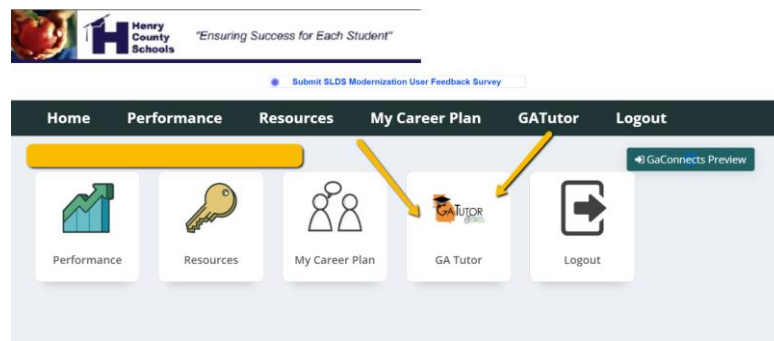 Henry
County
Schools
"Ensuring Success for Each Student"
Submit SLDS Modernization User Feedback Survey
Home Performance Resources My Career Plan GATutor Logout
GaConnects Preview
GATUTOR
Performance Resources My Career Plan GA Tutor Logout